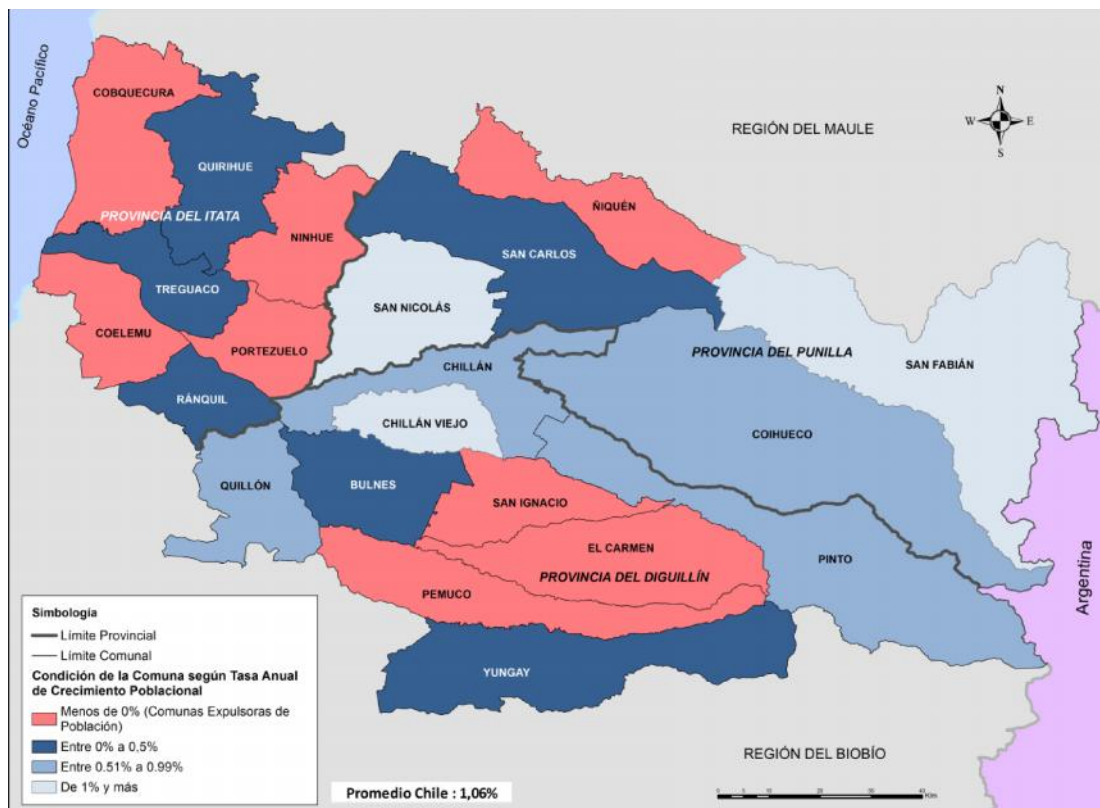 Océano Pacífico
COBQUECURA
QUIRIHUE
PROVINCIA DEL ITATA
NINHUE
TREGUACO
COELEMU
PORTEZUELO
RÁNQUIL
REGIÓN DEL MAULE
N
W E
S
ÑIQUÉN
SAN CARLOS
SAN NICOLÁS
PROVINCIA DEL PUNILLA
SAN FABIÁN
CHILLÁN
CHILLÁN VIEJO
COIHUECO
QUILLÓN
BULNES
SAN IGNACIO
EL CARMEN
PROVINCIA DEL DIGUILLÍN
PINTO
PEMUCO
YUNGAY
Argentina
REGIÓN DEL BIOBÍO
Simbología
Límite Provincial
Límite Comunal
Condición de la Comuna según Tasa Anual
de Crecimiento Poblacional
Menos de 0% (Comunas Expulsoras de
Población)
Entre 0% a 0,5%
Entre 0.51% a 0.99%
De 1% y más
Promedio Chile : 1,06%